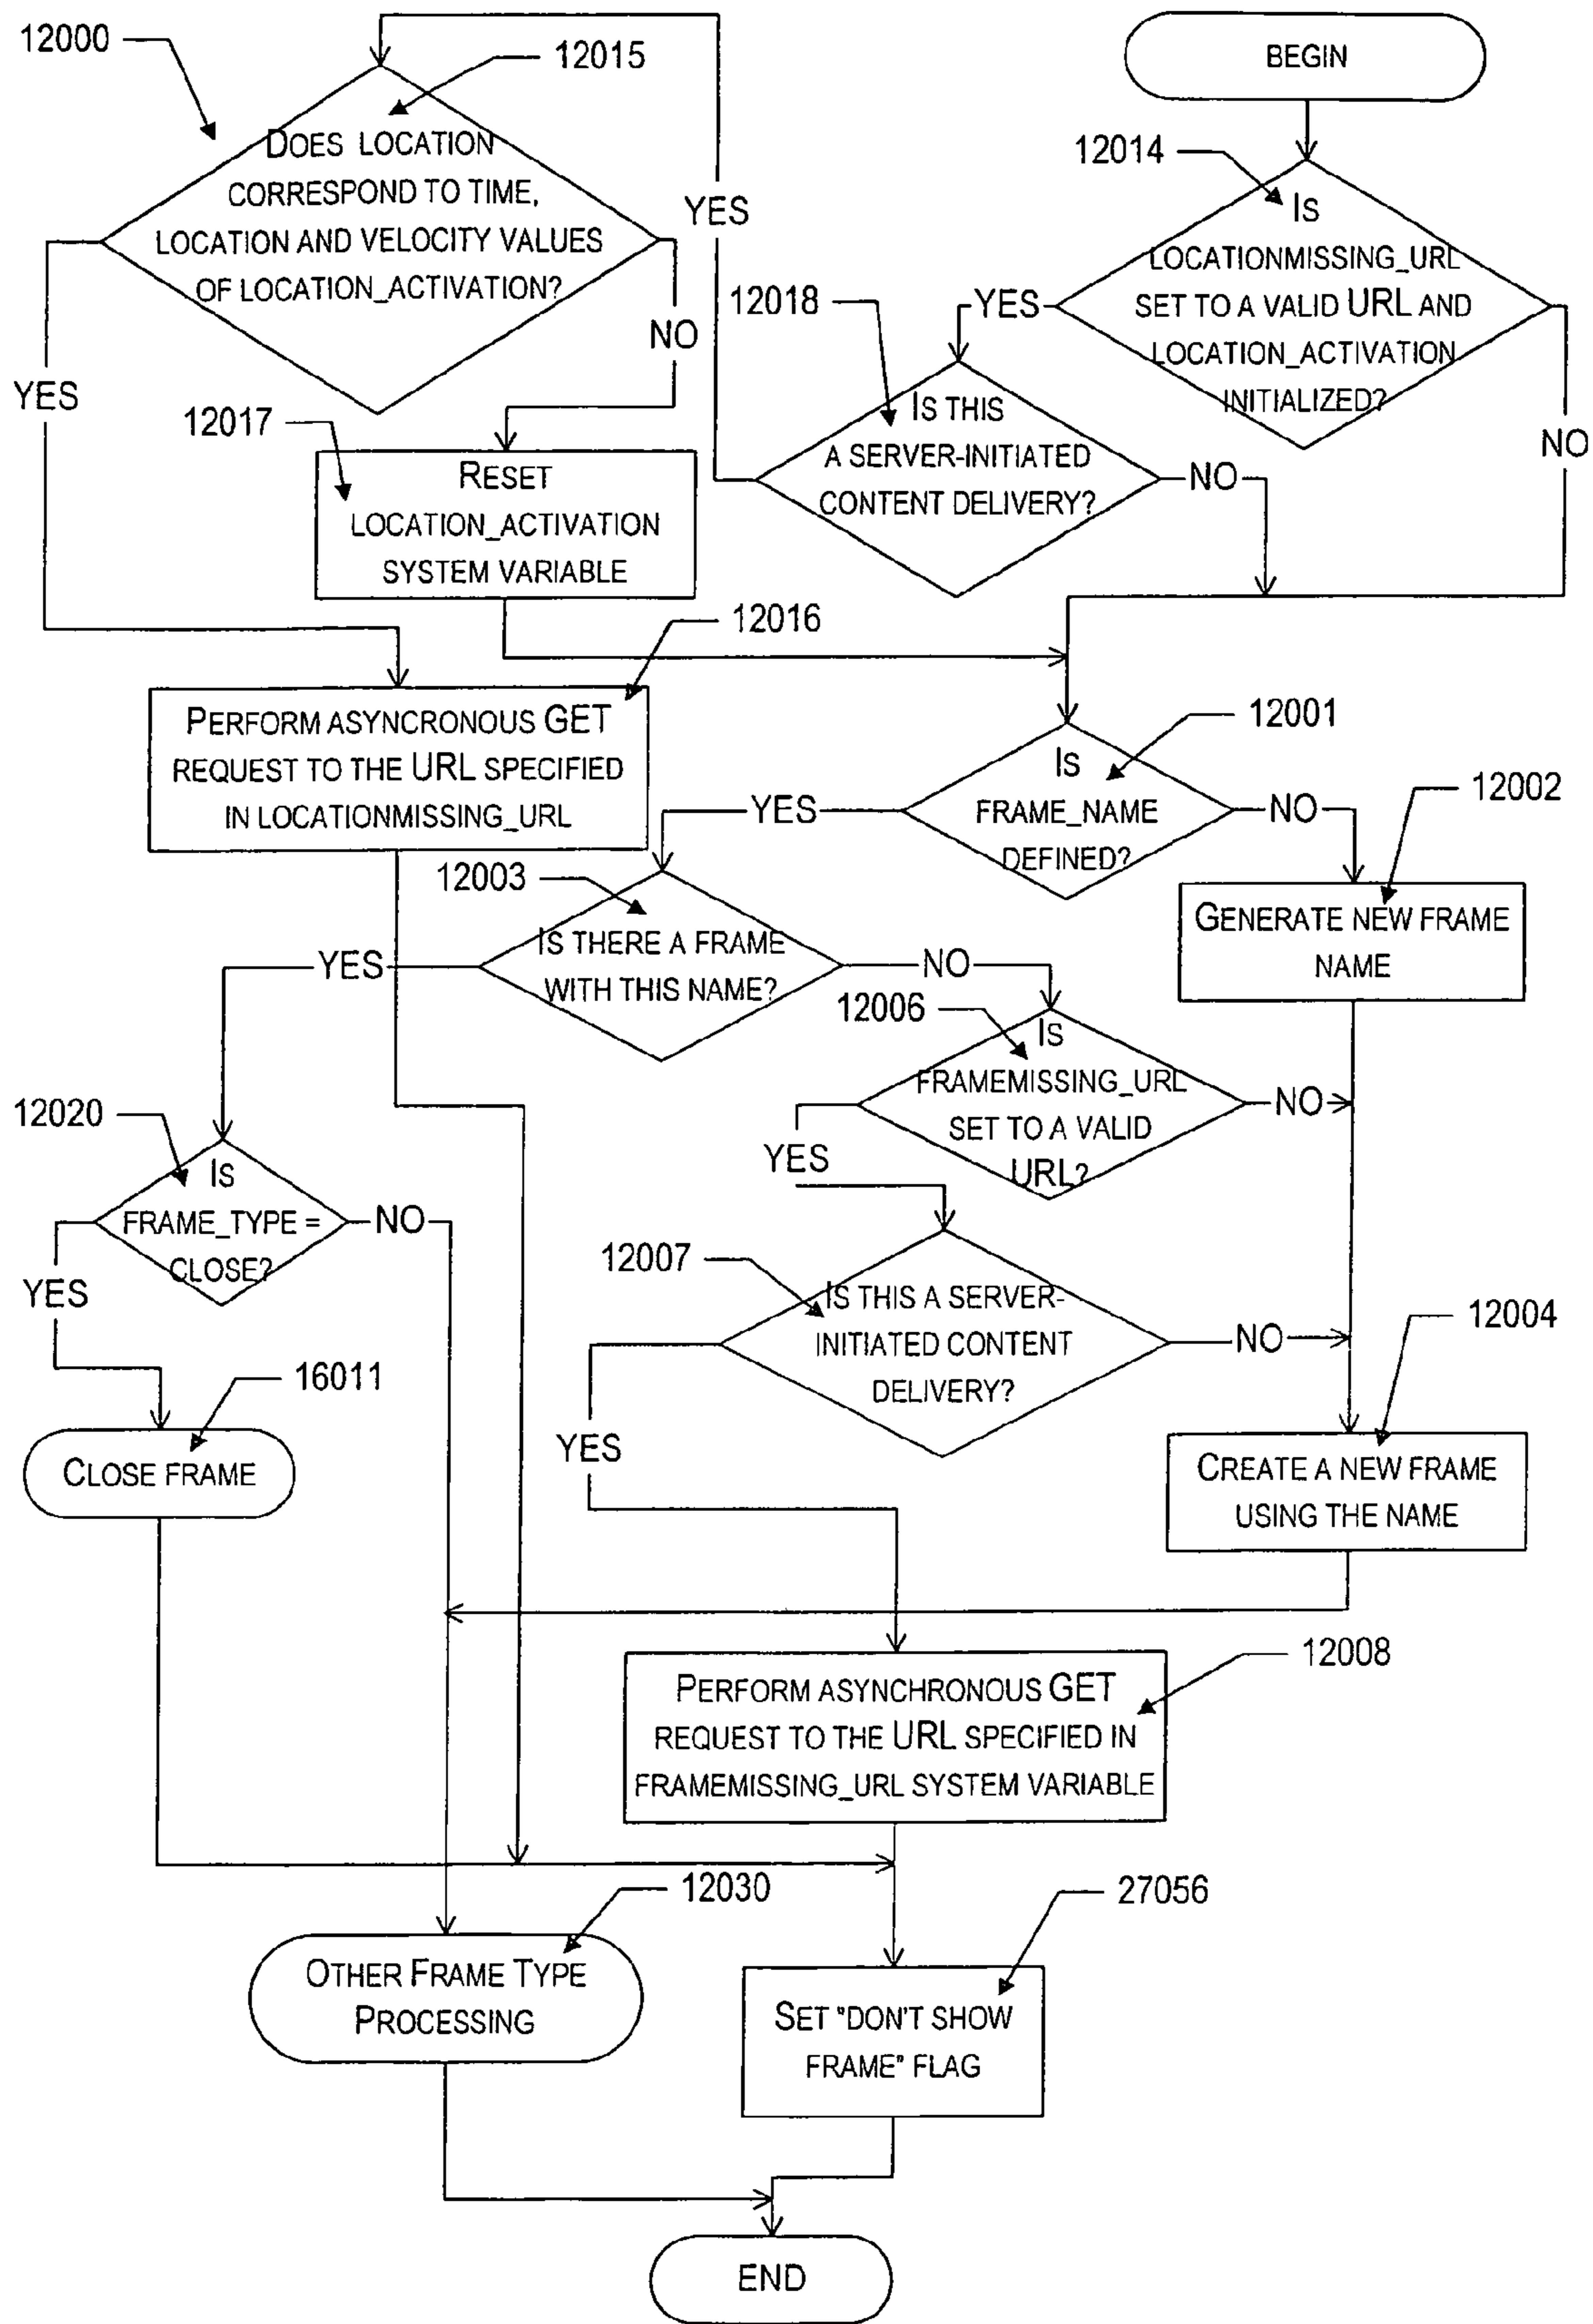 12000
12015
BEGIN
DOES LOCATION
CORRESPOND TO TIME,
LOCATION AND VELOCITY VALUES
OF LOCATION_ACTIVATION?
12014
IS
LOCATIONMISSING_URL
SET TO A VALID URL AND
LOCATION_ACTIVATION
INITIALIZED?
YES
YES
NO
12018
YES
IS THIS
A SERVER-INITIATED
CONTENT DELIVERY?
NO
NO
12017
RESET
LOCATION_ACTIVATION
SYSTEM VARIABLE
12016
PERFORM ASYNCRONOUS GET
REQUEST TO THE URL SPECIFIED
IN LOCATIONMISSING_URL
12001
IS
FRAME_NAME
DEFINED?
YES
NO
12002
GENERATE NEW FRAME
NAME
12003
IS THERE A FRAME
WITH THIS NAME?
YES
NO
12006
IS
FRAMEMISSING_URL
SET TO A VALID
URL?
NO
YES
12020
IS
FRAME_TYPE =
CLOSE?
NO
YES
12007
IS THIS A SERVER-
INITIATED CONTENT
DELIVERY?
NO
YES
12004
CREATE A NEW FRAME
USING THE NAME
16011
CLOSE FRAME
12008
PERFORM ASYNCHRONOUS GET
REQUEST TO THE URL SPECIFIED IN
FRAMEMISSING_URL SYSTEM VARIABLE
12030
OTHER FRAME TYPE
PROCESSING
27056
SET "DON'T SHOW
FRAME" FLAG
END